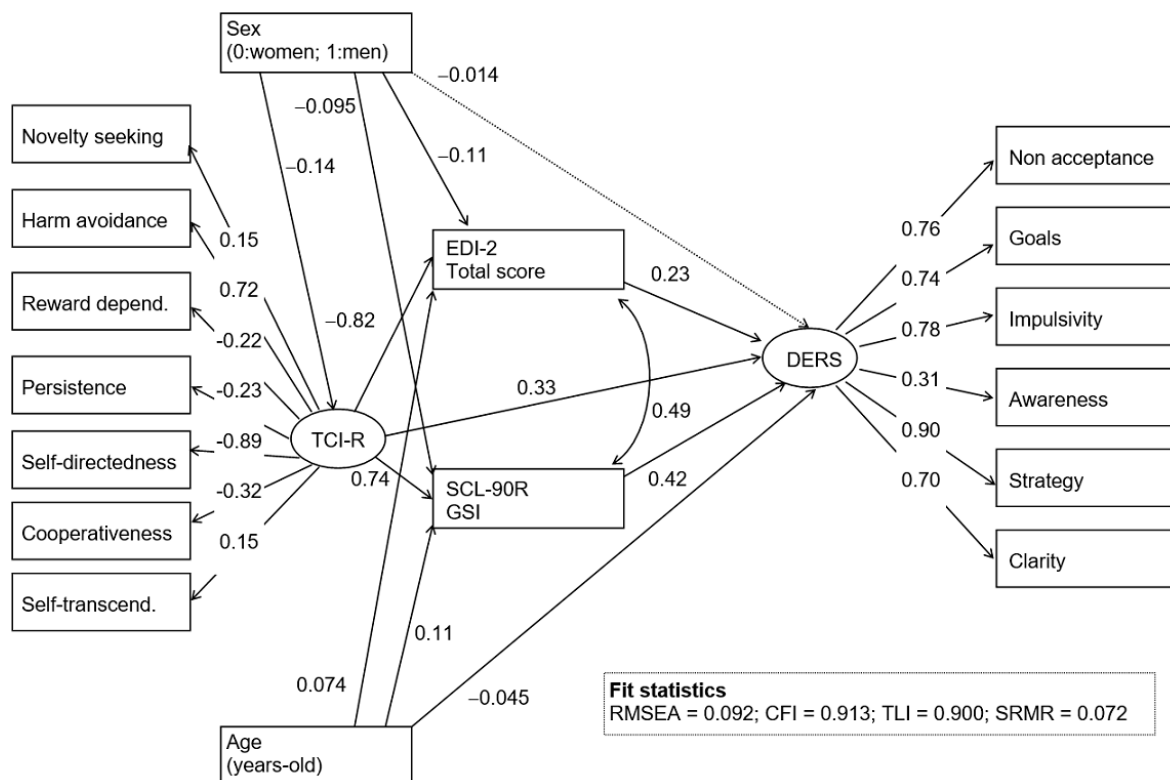 Sex
(0:women; 1:men)
−0.014
−0.095
Novelty seeking
Non acceptance
−0.11
−0.14
Harm avoidance
0.76
0.15
EDI-2
Total score
Goals
0.72
0.23
0.74
Reward depend.
−0.82
Impulsivity
-0.22
0.78
DERS
Persistence
0.33
-0.23
0.31
Awareness
0.49
-0.89
TCI-R
0.90
Self-directedness
0.74
0.42
0.70
Strategy
SCL-90R
GSI
-0.32
Cooperativeness
0.15
Clarity
Self-transcend.
0.11
0.074
−0.045
Fit statistics
RMSEA = 0.092; CFI = 0.913; TLI = 0.900; SRMR = 0.072
Age
(years-old)